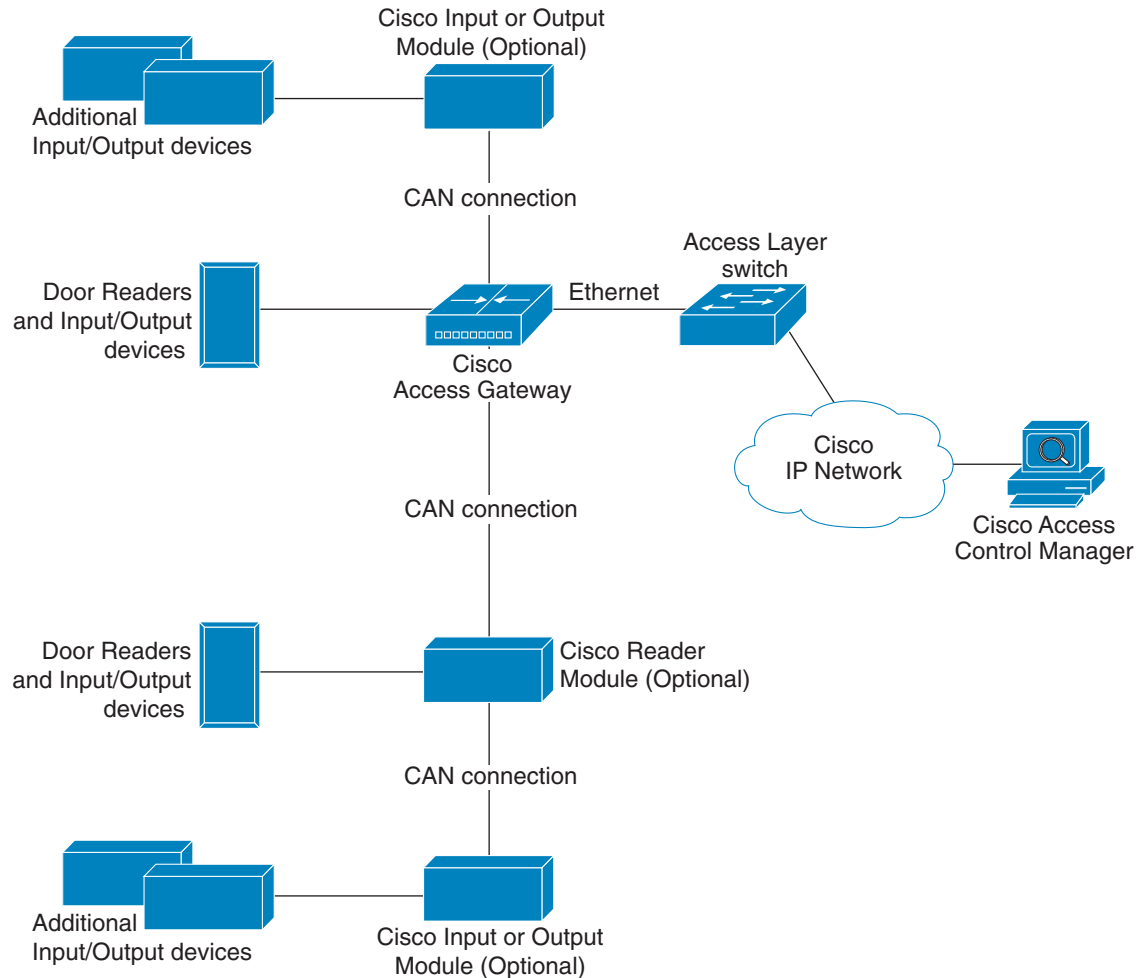 Cisco Input or Output
Module (Optional)
Additional
Input/Output devices
CAN connection
Access Layer
switch
Door Readers
and Input/Output
devices
Ethernet
Cisco
Access Gateway
Cisco
IP Network
CAN connection
Cisco Access
Control Manager
Door Readers
and Input/Output
devices
Cisco Reader
Module (Optional)
CAN connection
Additional
Input/Output devices
Cisco Input or Output
Module (Optional)